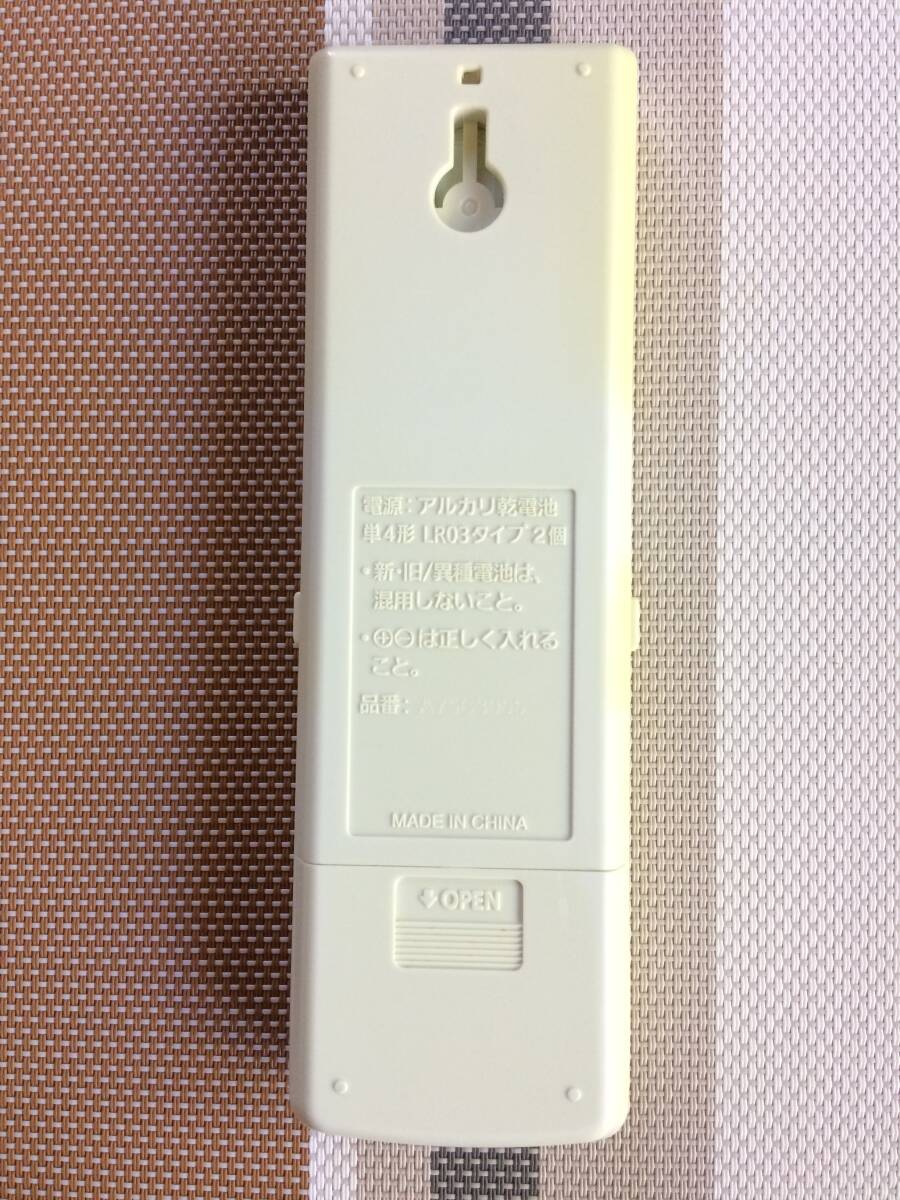 電源：アルカリ乾電池
単4形 LR03タイプ2個
・新・旧/異種電池は、
混用しないこと。
・⊕⊖は正しく入れる
こと。
品番：
MADE IN CHINA
OPEN